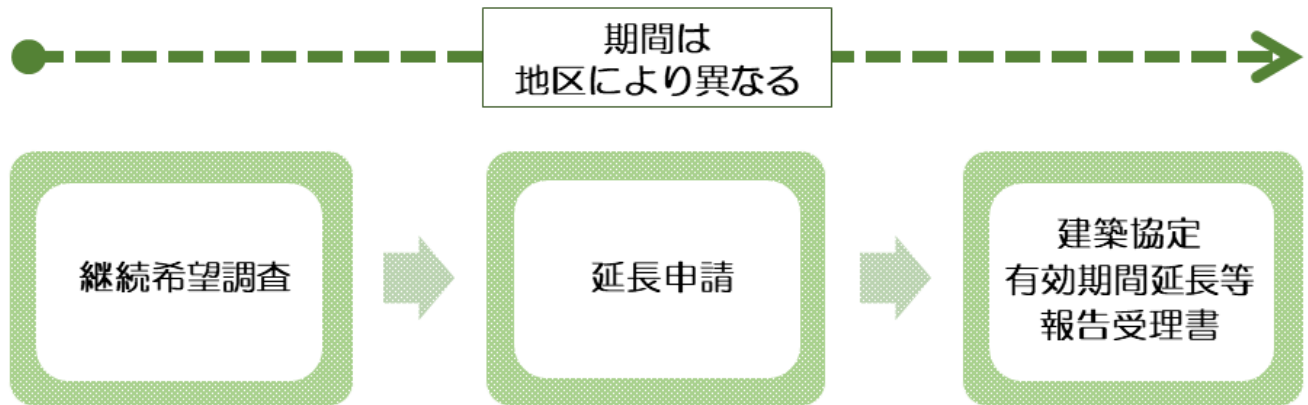 期間は
地区により異なる
継続希望調査
延長申請
建築協定
有効期間延長等
報告受理書